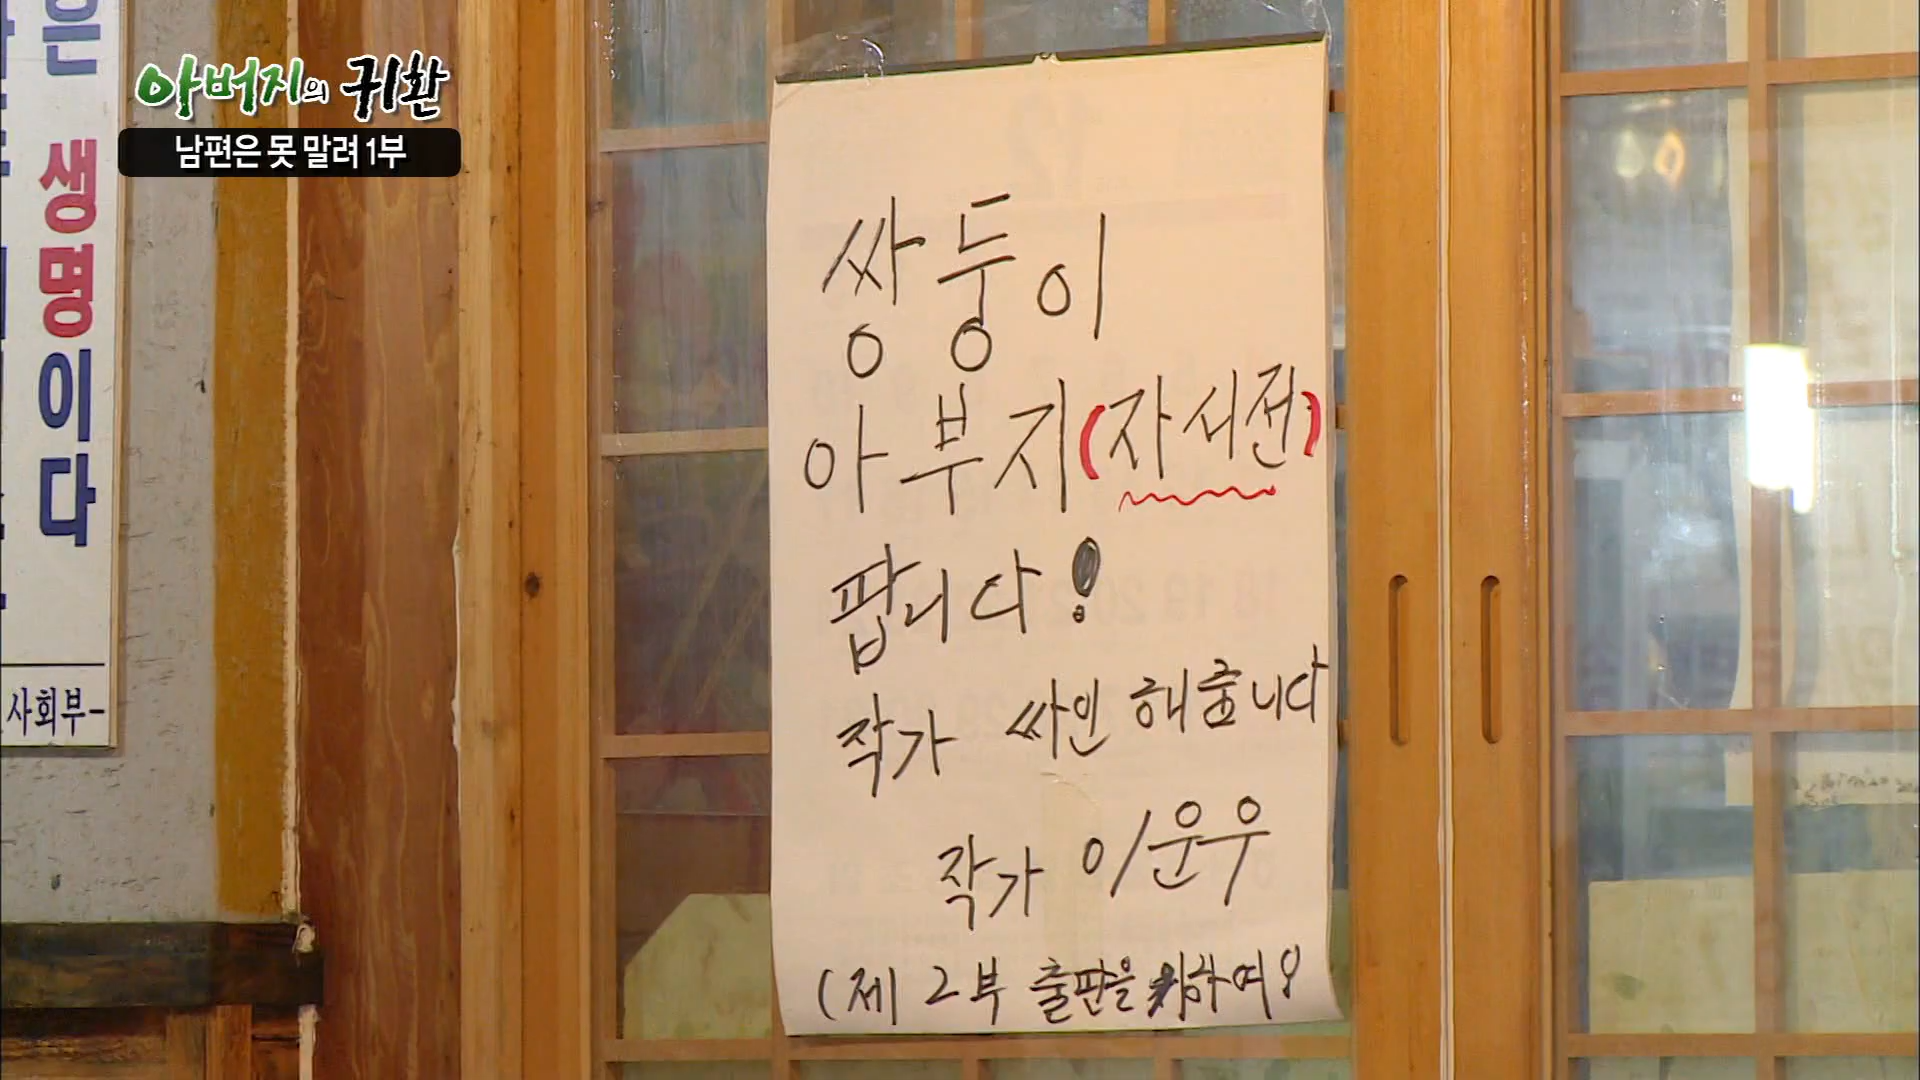 아버지의 귀환
남편은 못 말려 1부
은
생명이다
사회부-
쌍둥이
아부지(자서전)
팝니다!
작가 싸인 해줍니다
작가 이운우
(제 2부 출판을 위하여!